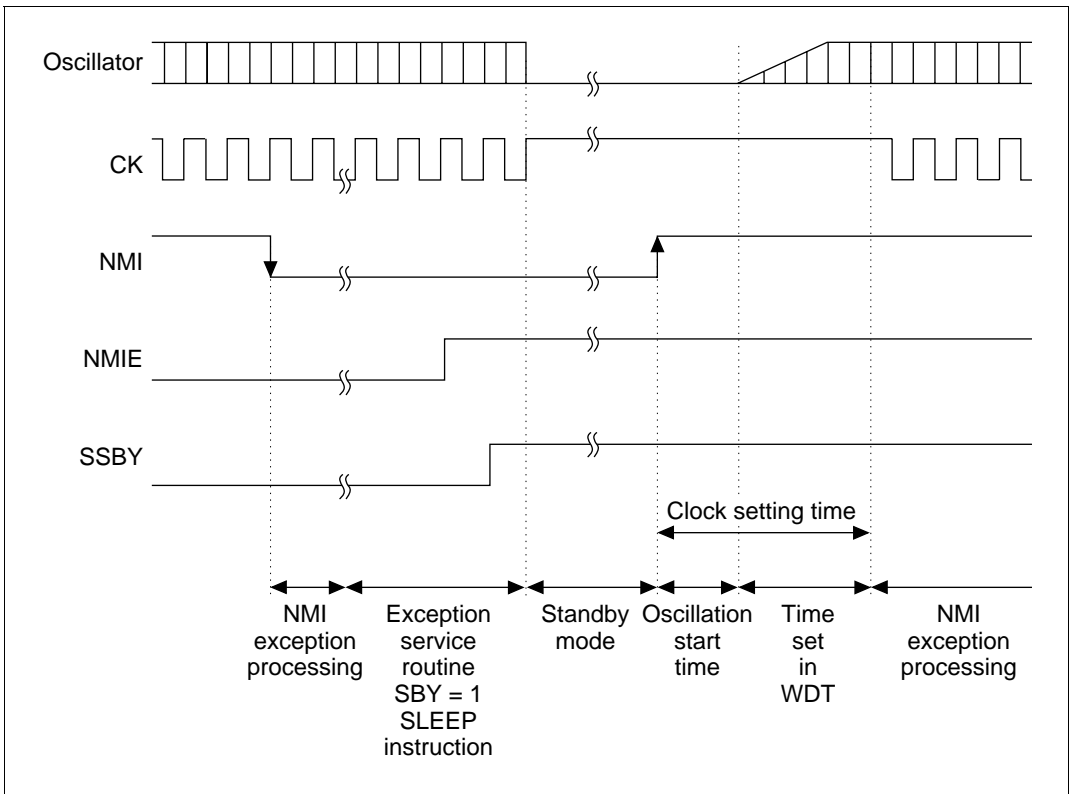 Oscillator
CK
NMI
NMIE
SSBY
Clock setting time
NMI
exception
processing
Exception
service
routine
SBY = 1
SLEEP
instruction
Standby
mode
Oscillation
start
time
Time
set
in
WDT
NMI
exception
processing